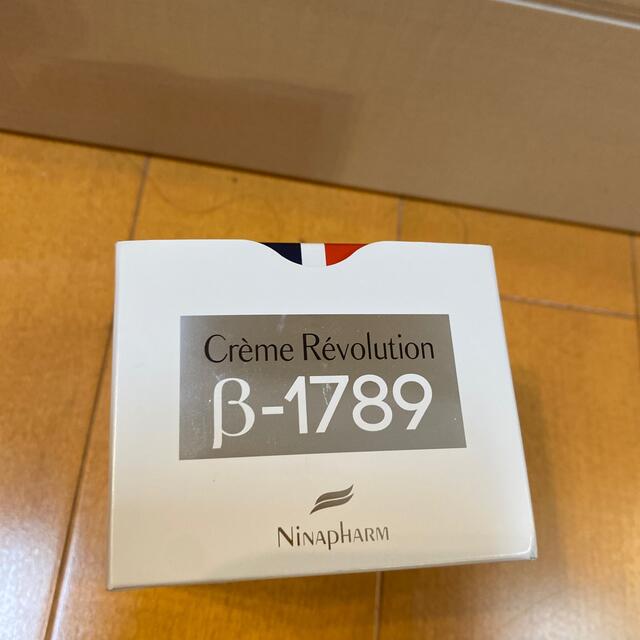 Crème Révolution
β-1789
NINAPHARM